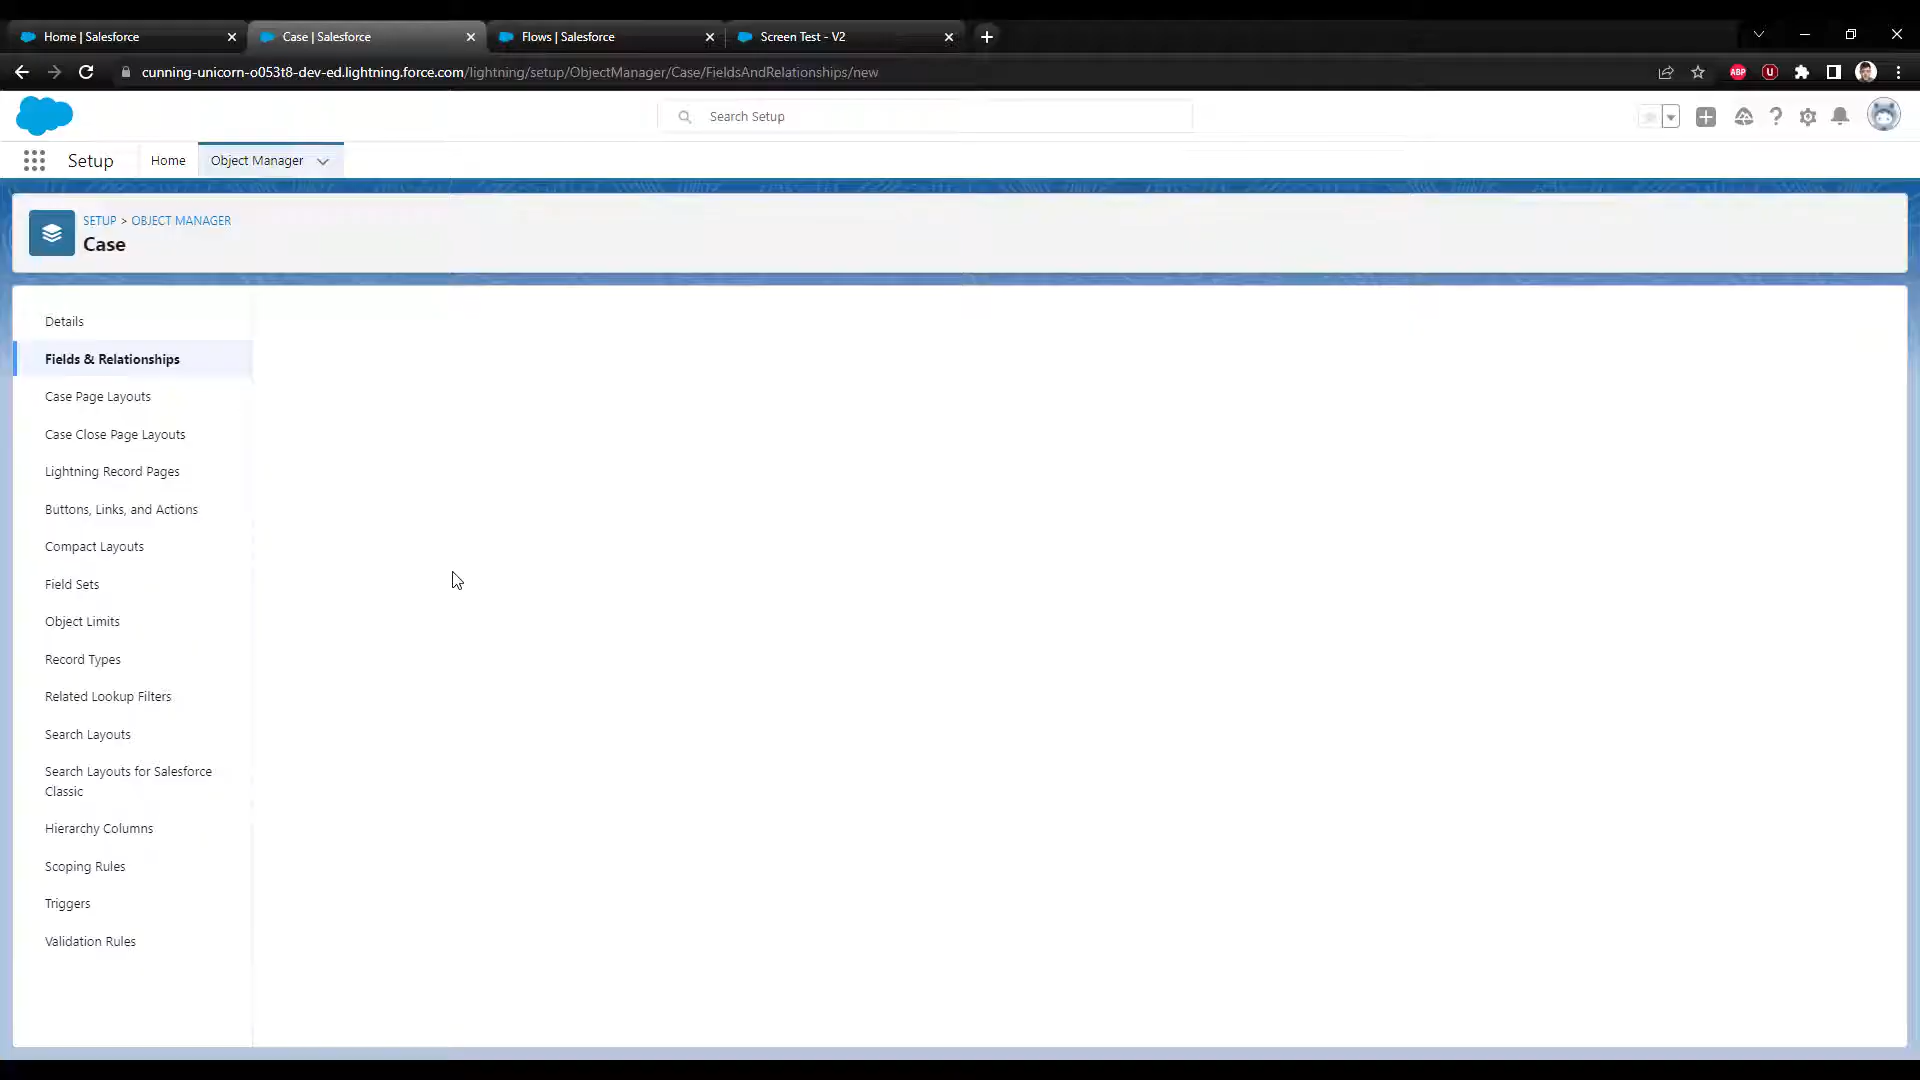 Home | Salesforce
Case | Salesforce
Flows | Salesforce
Screen Test - V2
cunning-unicorn-o053t8-dev-ed.lightning.force.com/lightning/setup/ObjectManager/Case/FieldsAndRelationships/new
ABP
U
Search Setup
Setup
Home
Object Manager
SETUP > OBJECT MANAGER
Case
Details
Fields & Relationships
Case Page Layouts
Case Close Page Layouts
Lightning Record Pages
Buttons, Links, and Actions
Compact Layouts
Field Sets
Object Limits
Record Types
Related Lookup Filters
Search Layouts
Search Layouts for Salesforce
Classic
Hierarchy Columns
Scoping Rules
Triggers
Validation Rules